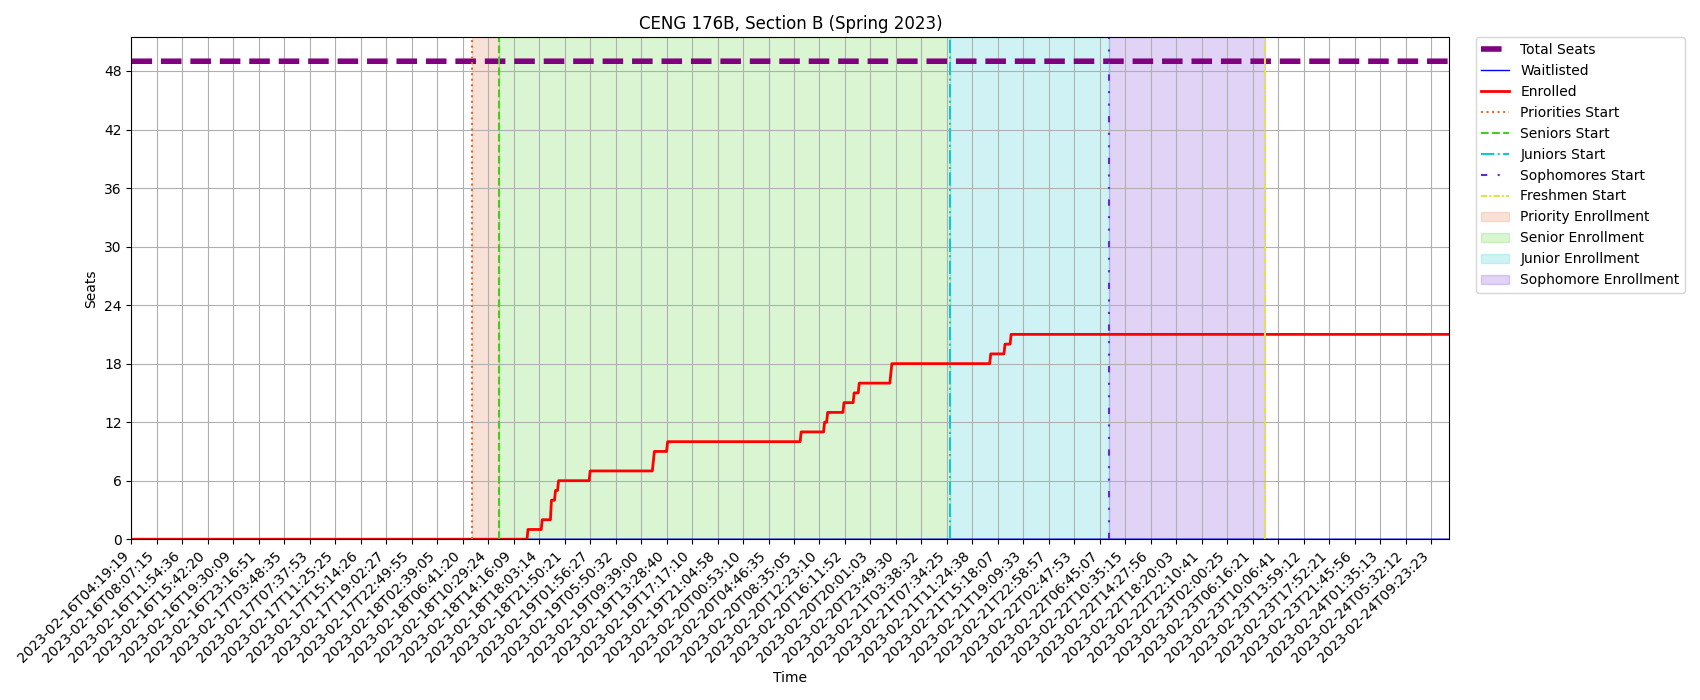 CENG 176B, Section B (Spring 2023)
Total Seats
Waitlisted
Enrolled
Priorities Start
Seniors Start
Juniors Start
Sophomores Start
Freshmen Start
Priority Enrollment
Senior Enrollment
Junior Enrollment
Sophomore Enrollment
Seats
48
42
36
30
24
18
12
6
0
2023-02-16T04:19:19
2023-02-16T08:07:15
2023-02-16T11:54:36
2023-02-16T15:42:20
2023-02-16T19:30:09
2023-02-16T23:16:51
2023-02-17T03:48:35
2023-02-17T07:37:53
2023-02-17T11:25:25
2023-02-17T15:14:26
2023-02-17T19:02:27
2023-02-17T22:49:55
2023-02-18T02:39:05
2023-02-18T06:41:20
2023-02-18T10:29:24
2023-02-18T14:16:09
2023-02-18T18:03:14
2023-02-18T21:50:21
2023-02-19T01:56:27
2023-02-19T05:50:32
2023-02-19T09:39:00
2023-02-19T13:28:40
2023-02-19T17:17:10
2023-02-19T21:04:58
2023-02-20T00:53:10
2023-02-20T04:46:35
2023-02-20T08:35:05
2023-02-20T12:23:10
2023-02-20T16:11:52
2023-02-20T20:01:03
2023-02-20T23:49:30
2023-02-21T03:38:32
2023-02-21T07:34:25
2023-02-21T11:24:38
2023-02-21T15:18:07
2023-02-21T19:09:33
2023-02-21T22:58:57
2023-02-22T02:47:53
2023-02-22T06:45:07
2023-02-22T10:35:15
2023-02-22T14:27:56
2023-02-22T18:20:03
2023-02-22T22:10:41
2023-02-23T02:00:25
2023-02-23T06:16:21
2023-02-23T10:06:41
2023-02-23T13:59:12
2023-02-23T17:52:21
2023-02-23T21:45:56
2023-02-24T01:35:13
2023-02-24T05:32:12
2023-02-24T09:23:23
Time